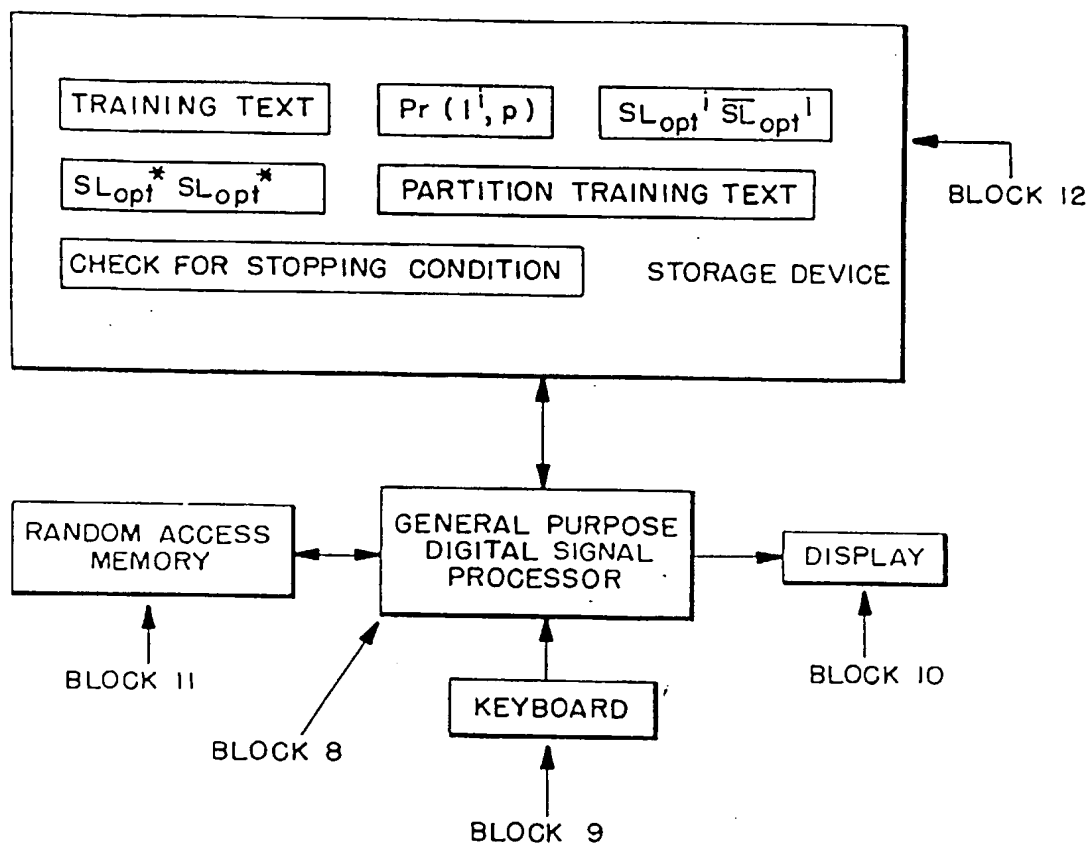 TRAINING TEXT
Pr (l^i, p)
SL_opt^i S̅L̅_opt^i
SL_opt^* SL_opt^*
PARTITION TRAINING TEXT
CHECK FOR STOPPING CONDITION
STORAGE DEVICE
BLOCK 12
RANDOM ACCESS
MEMORY
GENERAL PURPOSE
DIGITAL SIGNAL
PROCESSOR
DISPLAY
BLOCK 11
BLOCK 8
KEYBOARD
BLOCK 10
BLOCK 9